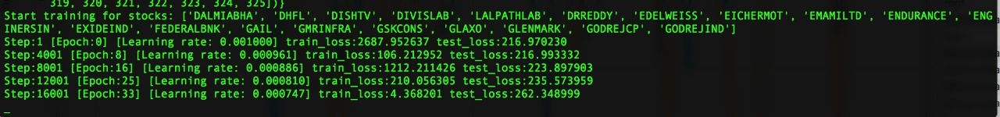 319, 320, 321, 322, 323, 324, 325])}
Start training for stocks: ['DALMIABHA', 'DHFL', 'DISHTV', 'DIVISLAB', 'LALPATHLAB', 'DRREDDY', 'EDELWEISS', 'EICHERMOT', 'EMAMILTD', 'ENDURANCE', 'ENG
INERSIN', 'EXIDEIND', 'FEDERALBNK', 'GAIL', 'GMRINFRA', 'GSKCONS', 'GLAXO', 'GLENMARK', 'GODREJCP', 'GODREJIND']
Step:1 [Epoch:0] [Learning rate: 0.001000] train_loss:2687.952637 test_loss:216.970230
Step:4001 [Epoch:8] [Learning rate: 0.000961] train_loss:106.212952 test_loss:216.993332
Step:8001 [Epoch:16] [Learning rate: 0.000886] train_loss:1212.211426 test_loss:223.897903
Step:12001 [Epoch:25] [Learning rate: 0.000810] train_loss:210.056305 test_loss:235.573959
Step:16001 [Epoch:33] [Learning rate: 0.000747] train_loss:4.368201 test_loss:262.348999